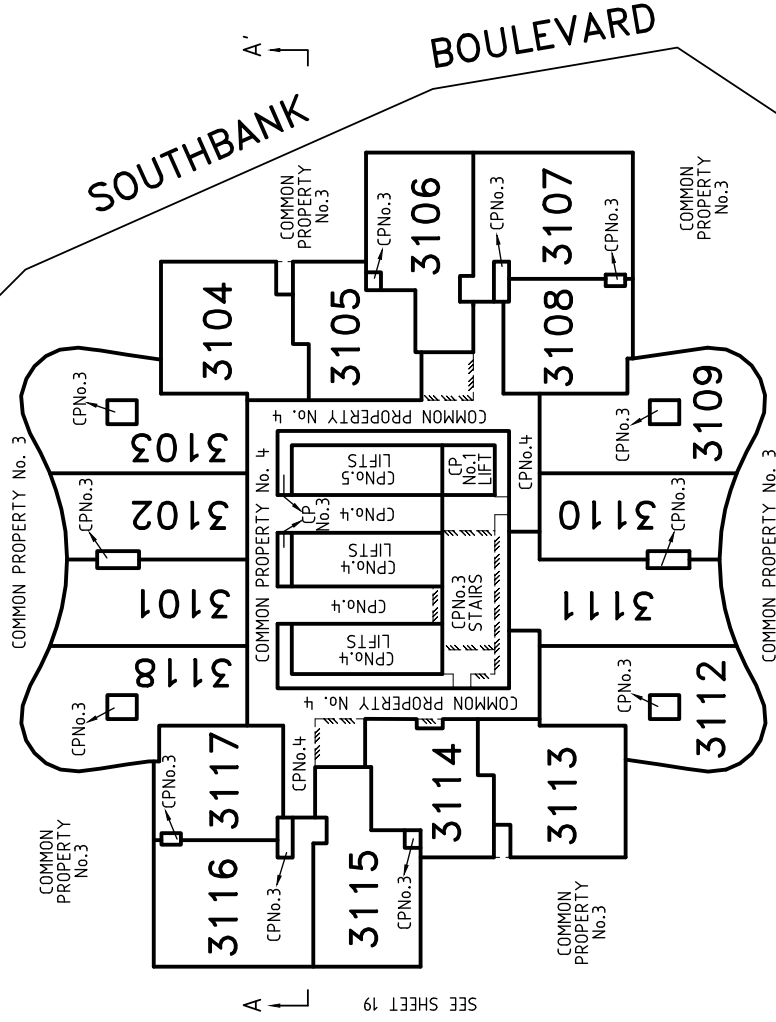 A'
BOULEVARD
SOUTHBANK
COMMON
PROPERTY
No.3
3106
CPNo.3
3107
CPNo.3
CPNo.3
COMMON
PROPERTY
No.3
3104
3105
3108
CPNo.3
3103
COMMON PROPERTY No. 4
CPNo.3
3109
COMMON PROPERTY No. 3
CPNo.3
3102
COMMON PROPERTY No. 4
CPNo.5
LIFTS
CP
No.1
LIFT
CPNo.4
CP
No.3
CPNo.4
3110
CPNo.3
COMMON PROPERTY No. 3
CPNo.4
LIFTS
3101
CPNo.4
CPNo.3
STAIRS
3111
3118
CPNo.4
LIFTS
CPNo.3
COMMON PROPERTY No. 4
CPNo.3
3112
3117
CPNo.3
CPNo.4
3114
3113
COMMON
PROPERTY
No.3
3116
CPNo.3
3115
CPNo.3
COMMON
PROPERTY
No.3
A
SEE SHEET 19